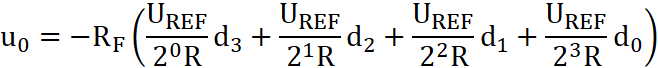 u₀ = −R_F(U_REF/2⁰R d₃ + U_REF/2¹R d₂ + U_REF/2²R d₁ + U_REF/2³R d₀)